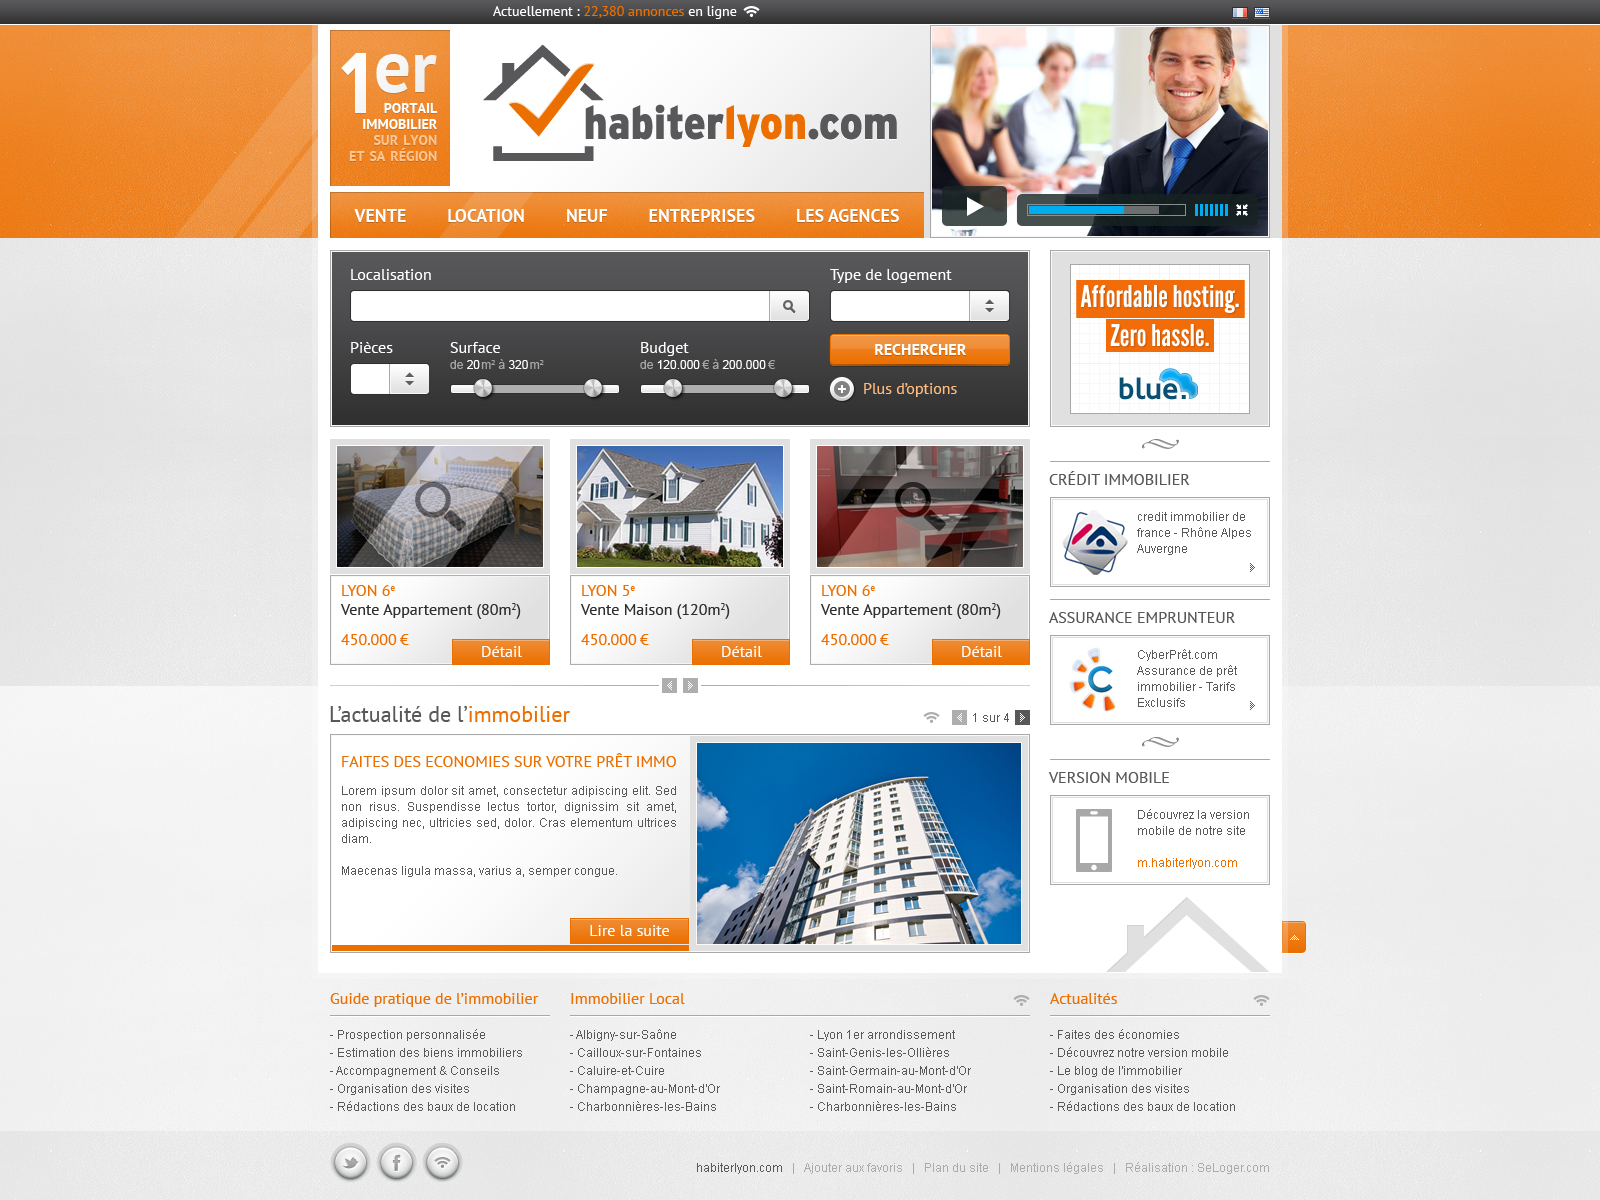 Actuellement : 22,380 annonces en ligne
1er
PORTAIL
IMMOBILIER
SUR LYON
ET SA RÉGION
habiterlyon.com
VENTE
LOCATION
NEUF
ENTREPRISES
LES AGENCES
Localisation
Type de logement
Pièces
Surface
de 20m² à 320m²
Budget
de 120.000 € à 200.000 €
RECHERCHER
Plus d'options
Affordable hosting.
Zero hassle.
blue.
LYON 6e
Vente Appartement (80m²)
450.000 €
Détail
LYON 5e
Vente Maison (120m²)
450.000 €
Détail
LYON 6e
Vente Appartement (80m²)
450.000 €
Détail
CRÉDIT IMMOBILIER
credit immobilier de
france - Rhône Alpes
Auvergne
ASSURANCE EMPRUNTEUR
CyberPrêt.com
Assurance de prêt
immobilier - Tarifs
Exclusifs
VERSION MOBILE
Découvrez la version
mobile de notre site
m.habiterlyon.com
L'actualité de l'immobilier
1 sur 4
FAITES DES ECONOMIES SUR VOTRE PRÊT IMMO
Lorem ipsum dolor sit amet, consectetur adipiscing elit. Sed
non risus. Suspendisse lectus tortor, dignissim sit amet,
adipiscing nec, ultricies sed, dolor. Cras elementum ultrices
diam.
Maecenas ligula massa, varius a, semper congue.
Lire la suite
Guide pratique de l'immobilier
- Prospection personnalisée
- Estimation des biens immobiliers
- Accompagnement & Conseils
- Organisation des visites
- Rédactions des baux de location
Immobilier Local
- Albigny-sur-Saône
- Cailloux-sur-Fontaines
- Caluire-et-Cuire
- Champagne-au-Mont-d'Or
- Charbonnières-les-Bains
- Lyon 1er arrondissement
- Saint-Genis-les-Ollières
- Saint-Germain-au-Mont-d'Or
- Saint-Romain-au-Mont-d'Or
- Charbonnières-les-Bains
Actualités
- Faites des économies
- Découvrez notre version mobile
- Le blog de l'immobilier
- Organisation des visites
- Rédactions des baux de location
habiterlyon.com | Ajouter aux favoris | Plan du site | Mentions légales | Réalisation : SeLoger.com